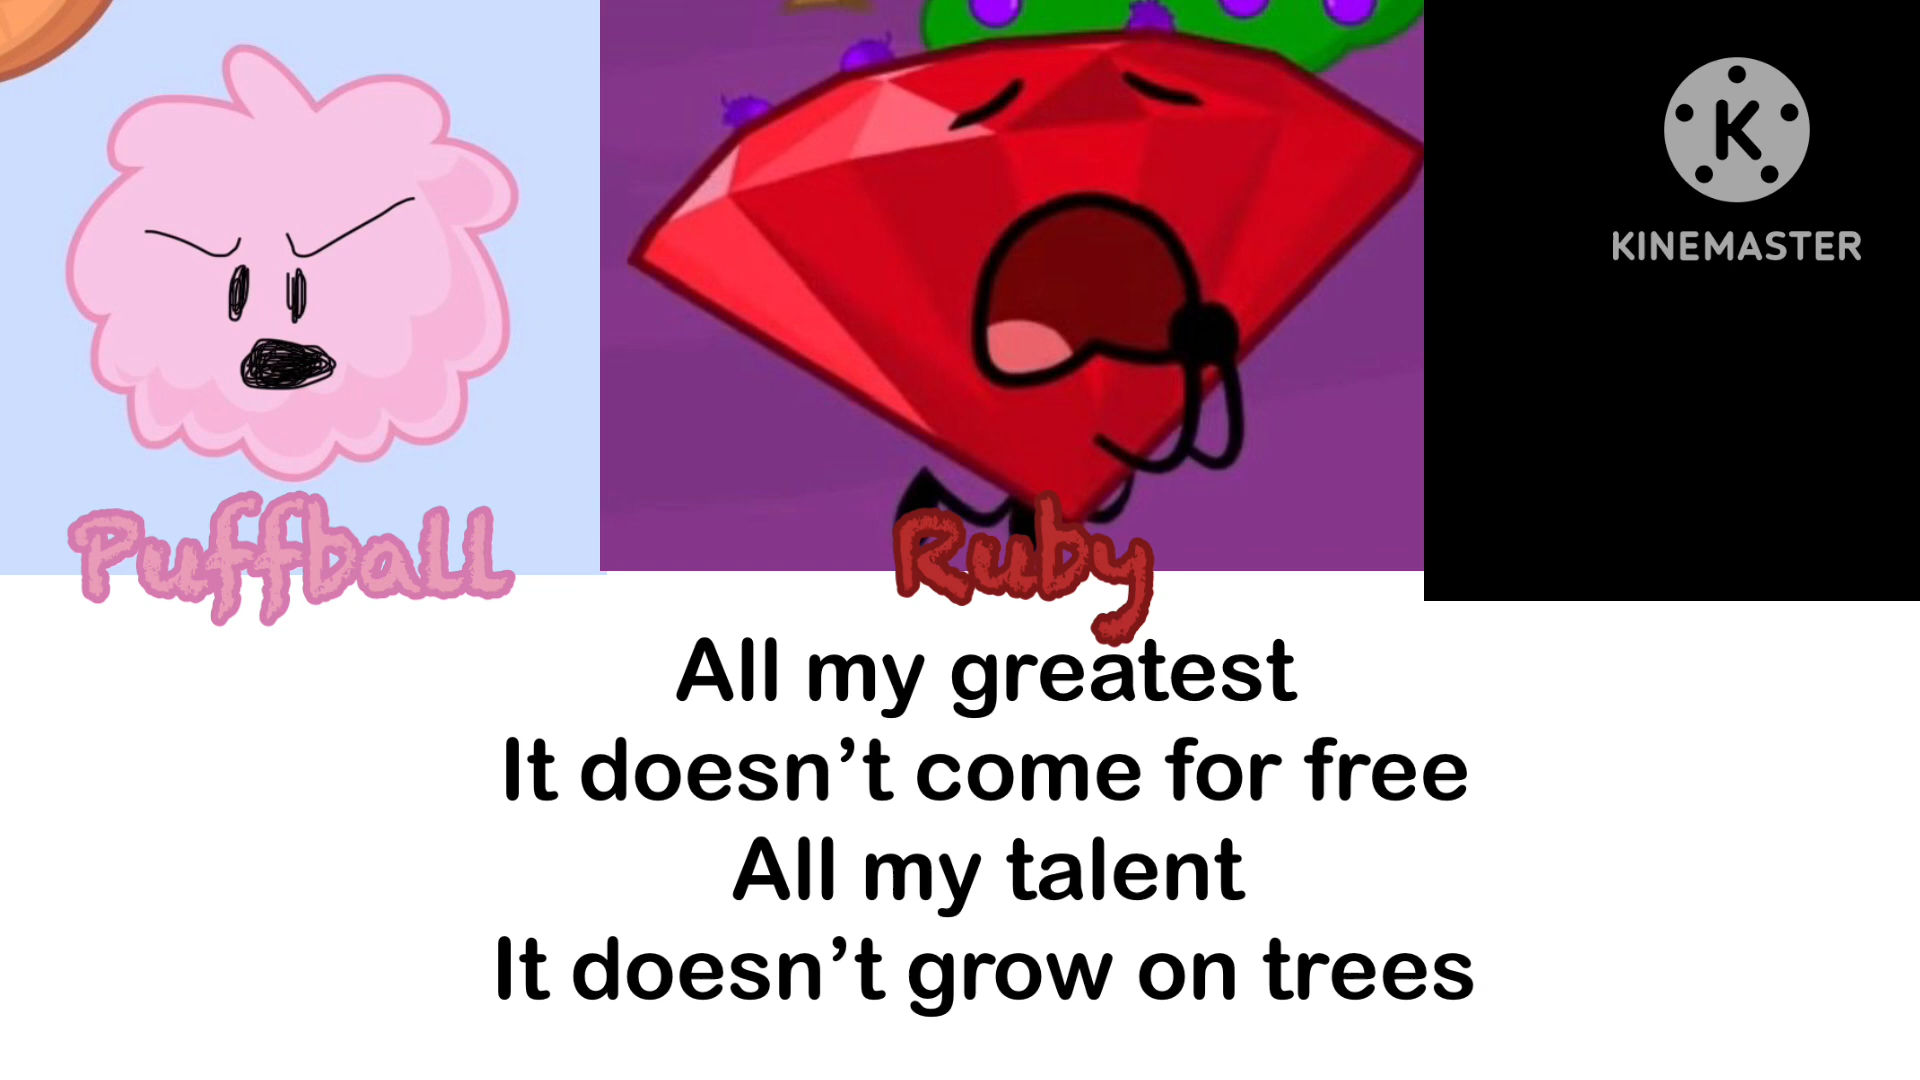 K
KINEMASTER
Puffball
Ruby
All my greatest
It doesn’t come for free
All my talent
It doesn’t grow on trees